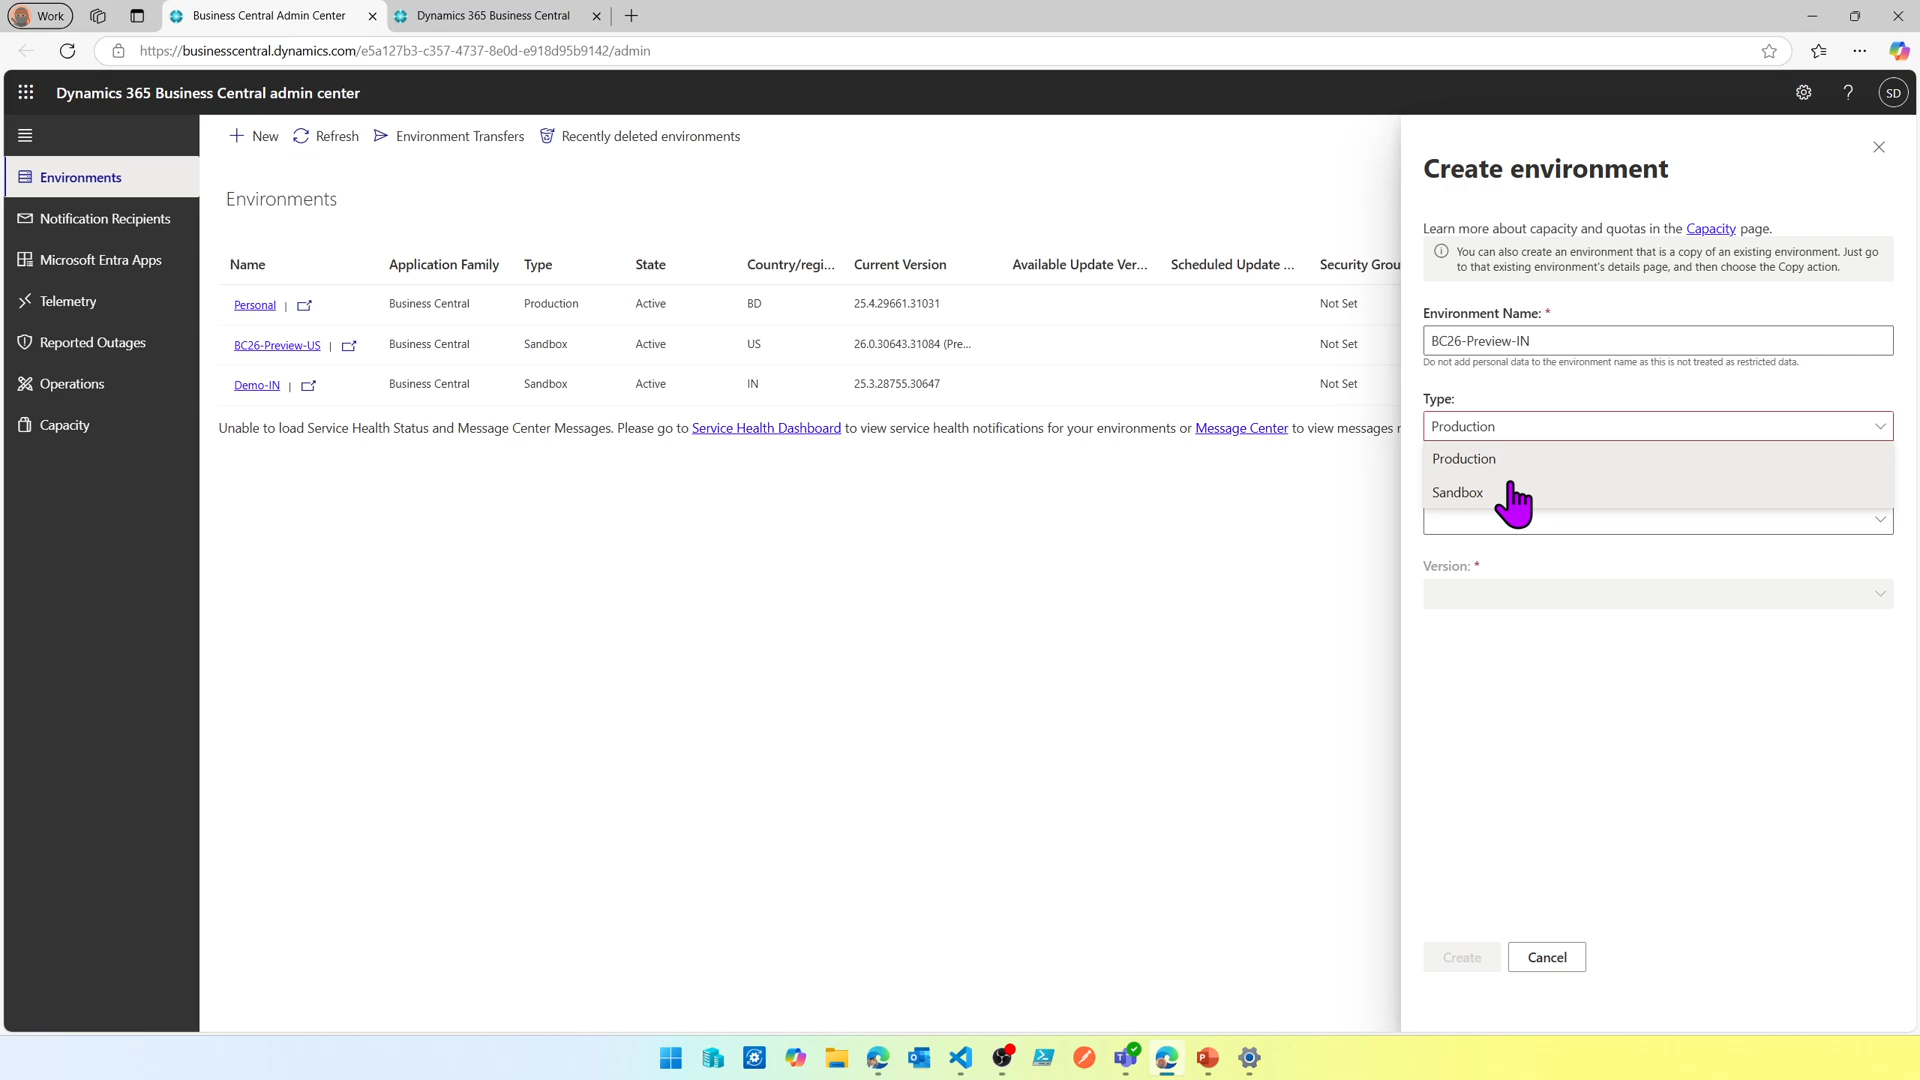 Work
Business Central Admin Center
Dynamics 365 Business Central
https://businesscentral.dynamics.com/e5a127b3-c357-4737-8e0d-e918d95b9142/admin
Dynamics 365 Business Central admin center
SD
New
Refresh
Environment Transfers
Recently deleted environments
Environments
Notification Recipients
Microsoft Entra Apps
Telemetry
Reported Outages
Operations
Capacity
Environments
Name Application Family Type State Country/regi... Current Version Available Update Ver... Scheduled Update ... Security Grou
Personal | Business Central Production Active BD 25.4.29661.31031 Not Set
BC26-Preview-US | Business Central Sandbox Active US 26.0.30643.31084 (Pre... Not Set
Demo-IN | Business Central Sandbox Active IN 25.3.28755.30647 Not Set
Unable to load Service Health Status and Message Center Messages. Please go to Service Health Dashboard to view service health notifications for your environments or Message Center to view messages r
Create environment
Learn more about capacity and quotas in the Capacity page.
You can also create an environment that is a copy of an existing environment. Just go
to that existing environment's details page, and then choose the Copy action.
Environment Name: *
BC26-Preview-IN
Do not add personal data to the environment name as this is not treated as restricted data.
Type:
Production
Production
Sandbox
Version: *
Create
Cancel